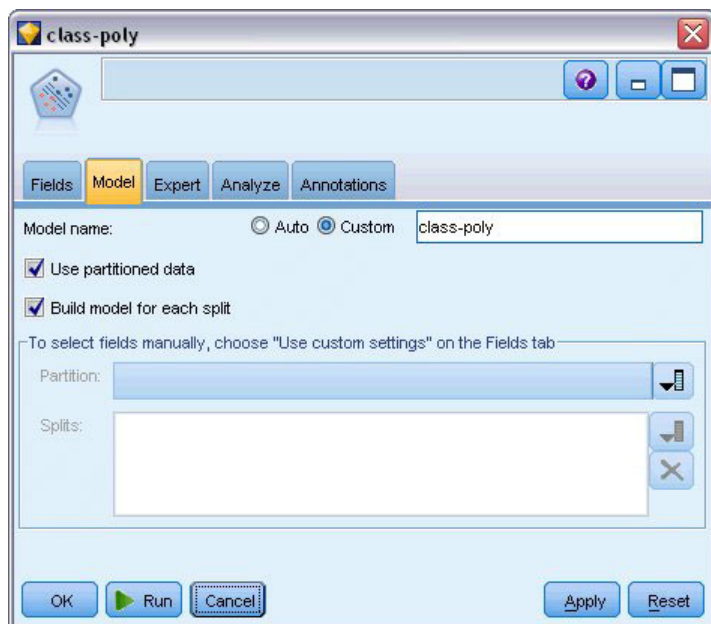 class-poly
Fields Model Expert Analyze Annotations
Model name: Auto Custom class-poly
Use partitioned data
Build model for each split
To select fields manually, choose "Use custom settings" on the Fields tab
Partition:
Splits:
OK Run Cancel Apply Reset